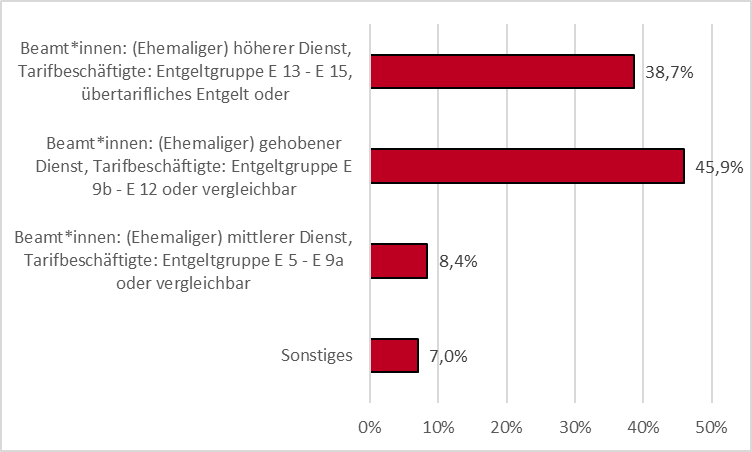 Beamt*innen: (Ehemaliger) höherer Dienst,
Tarifbeschäftigte: Entgeltgruppe E 13 - E 15,
übertarifliches Entgelt oder
38,7%
Beamt*innen: (Ehemaliger) gehobener
Dienst, Tarifbeschäftigte: Entgeltgruppe E
9b - E 12 oder vergleichbar
45,9%
Beamt*innen: (Ehemaliger) mittlerer Dienst,
Tarifbeschäftigte: Entgeltgruppe E 5 - E 9a
oder vergleichbar
8,4%
Sonstiges
7,0%
0% 10% 20% 30% 40% 50%